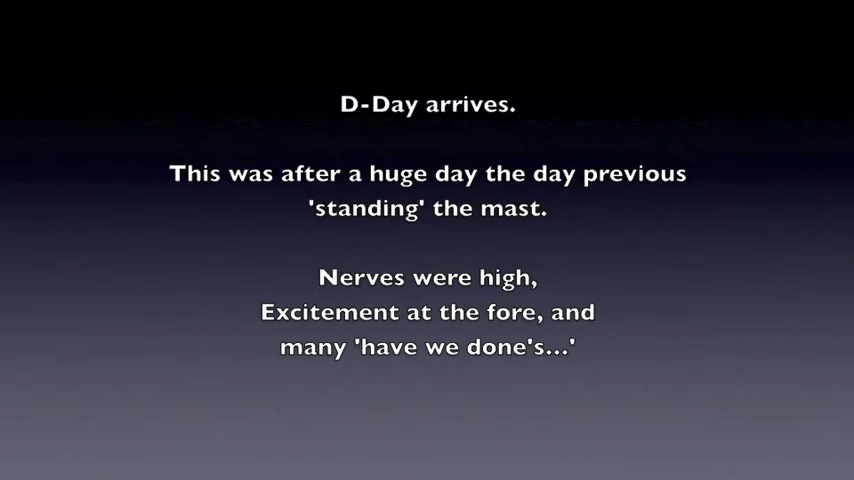 D-Day arrives.
This was after a huge day the day previous
'standing' the mast.
Nerves were high,
Excitement at the fore, and
many 'have we done's...'